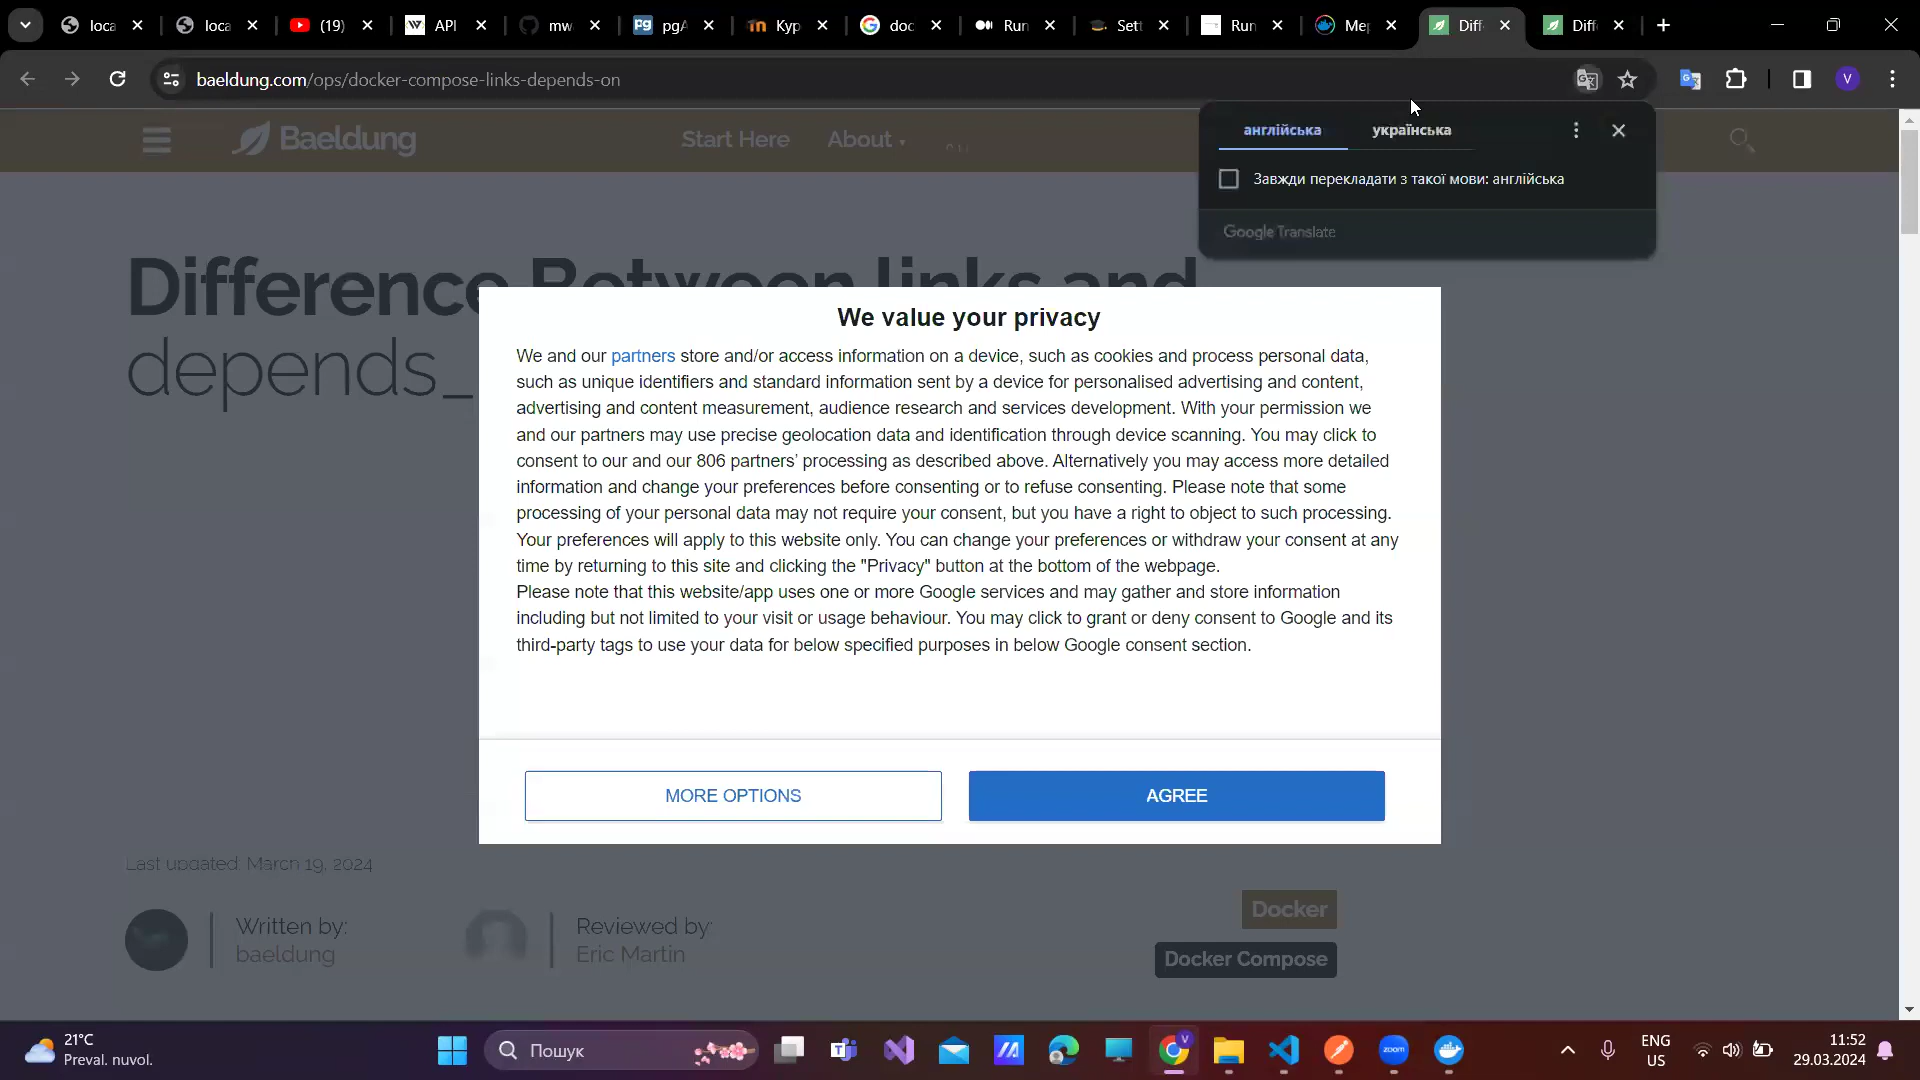 loca
loca
(19)
API
mw
pgA
Кур
doc
Run
Sett
Run
Мер
Diff
Diff
baeldung.com/ops/docker-compose-links-depends-on
V
Baeldung
Start Here
About
англійська
українська
Завжди перекладати з такої мови: англійська
Google Translate
Difference Between links and
depends_
We value your privacy
We and our partners store and/or access information on a device, such as cookies and process personal data,
such as unique identifiers and standard information sent by a device for personalised advertising and content,
advertising and content measurement, audience research and services development. With your permission we
and our partners may use precise geolocation data and identification through device scanning. You may click to
consent to our and our 806 partners’ processing as described above. Alternatively you may access more detailed
information and change your preferences before consenting or to refuse consenting. Please note that some
processing of your personal data may not require your consent, but you have a right to object to such processing.
Your preferences will apply to this website only. You can change your preferences or withdraw your consent at any
time by returning to this site and clicking the "Privacy" button at the bottom of the webpage.
Please note that this website/app uses one or more Google services and may gather and store information
including but not limited to your visit or usage behaviour. You may click to grant or deny consent to Google and its
third-party tags to use your data for below specified purposes in below Google consent section.
MORE OPTIONS
AGREE
Last updated: March 19, 2024
Written by:
baeldung
Reviewed by:
Eric Martin
Docker
Docker Compose
21°C
Preval. nuvol.
Пошук
zoom
ENG
US
11:52
29.03.2024